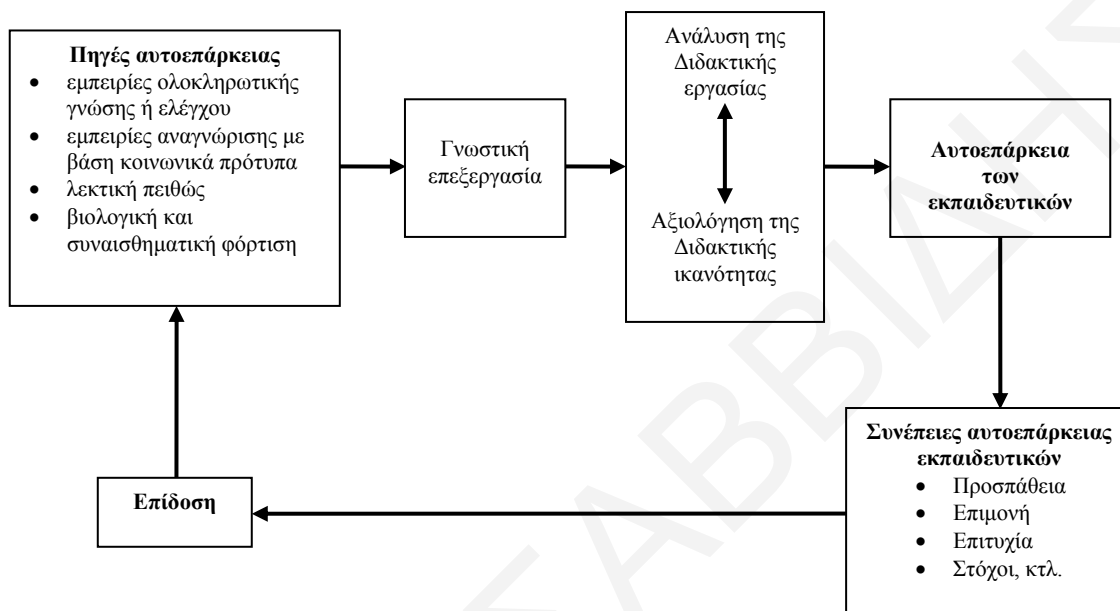 Πηγές αυτοεπάρκειας
• εμπειρίες ολοκληρωτικής
γνώσης ή ελέγχου
• εμπειρίες αναγνώρισης με
βάση κοινωνικά πρότυπα
• λεκτική πειθώς
• βιολογική και
συναισθηματική φόρτιση
Γνωστική
επεξεργασία
Ανάλυση της
Διδακτικής
εργασίας
Αξιολόγηση της
Διδακτικής
ικανότητας
Αυτοεπάρκεια
των
εκπαιδευτικών
Συνέπειες αυτοεπάρκειας
εκπαιδευτικών
• Προσπάθεια
• Επιμονή
• Επιτυχία
• Στόχοι, κτλ.
Επίδοση
ΣΑΒΒΙΔΗΣ